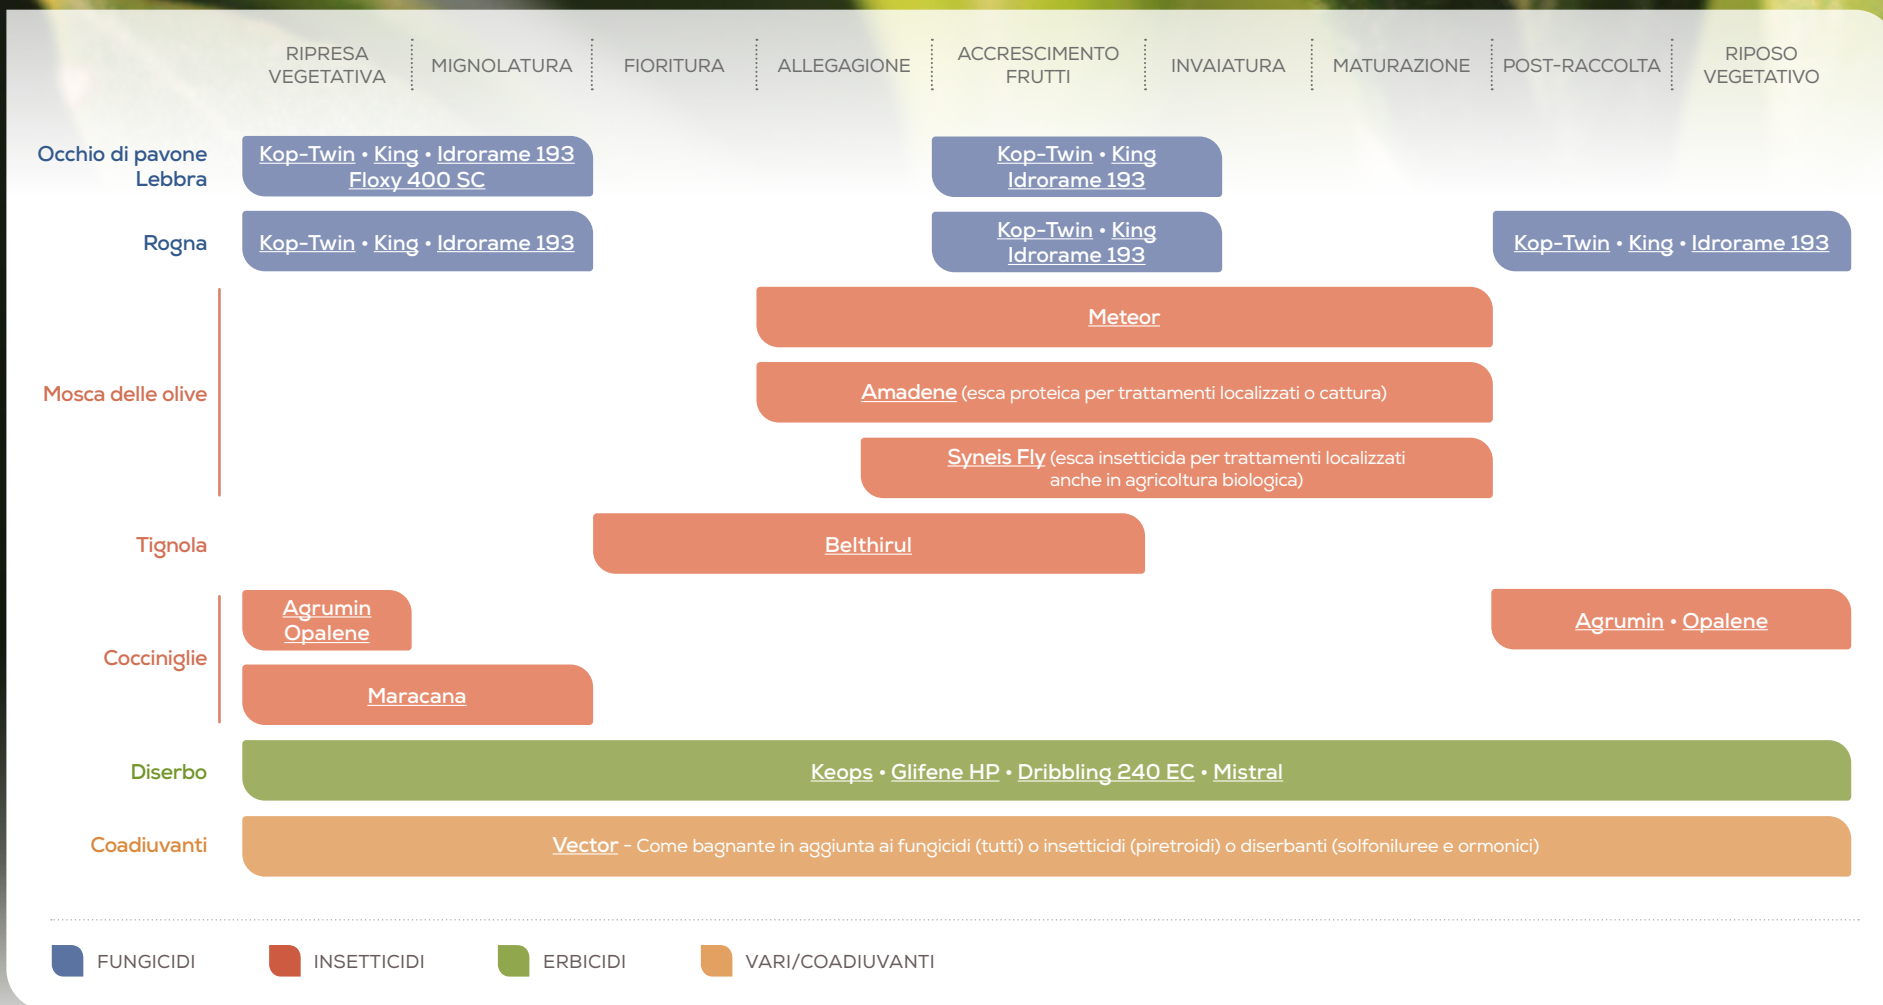 RIPRESA
VEGETATIVA
MIGNOLATURA
FIORITURA
ALLEGAGIONE
ACCRESCIMENTO
FRUTTI
INVAIATURA
MATURAZIONE
POST-RACCOLTA
RIPOSO
VEGETATIVO
Occhio di pavone
Lebbra
Kop-Twin • King • Idrorame 193
Floxy 400 SC
Kop-Twin • King
Idrorame 193
Rogna
Kop-Twin • King • Idrorame 193
Kop-Twin • King
Idrorame 193
Kop-Twin • King • Idrorame 193
Mosca delle olive
Meteor
Amadene (esca proteica per trattamenti localizzati o cattura)
Syneis Fly (esca insetticida per trattamenti localizzati
anche in agricoltura biologica)
Tignola
Belthirul
Cocciniglie
Agrumin
Opalene
Agrumin • Opalene
Maracana
Diserbo
Keops • Glifene HP • Dribbling 240 EC • Mistral
Coadiuvanti
Vector - Come bagnante in aggiunta ai fungicidi (tutti) o insetticidi (piretroidi) o diserbanti (solfoniluree e ormonici)
FUNGICIDI
INSETTICIDI
ERBICIDI
VARI/COADIUVANTI